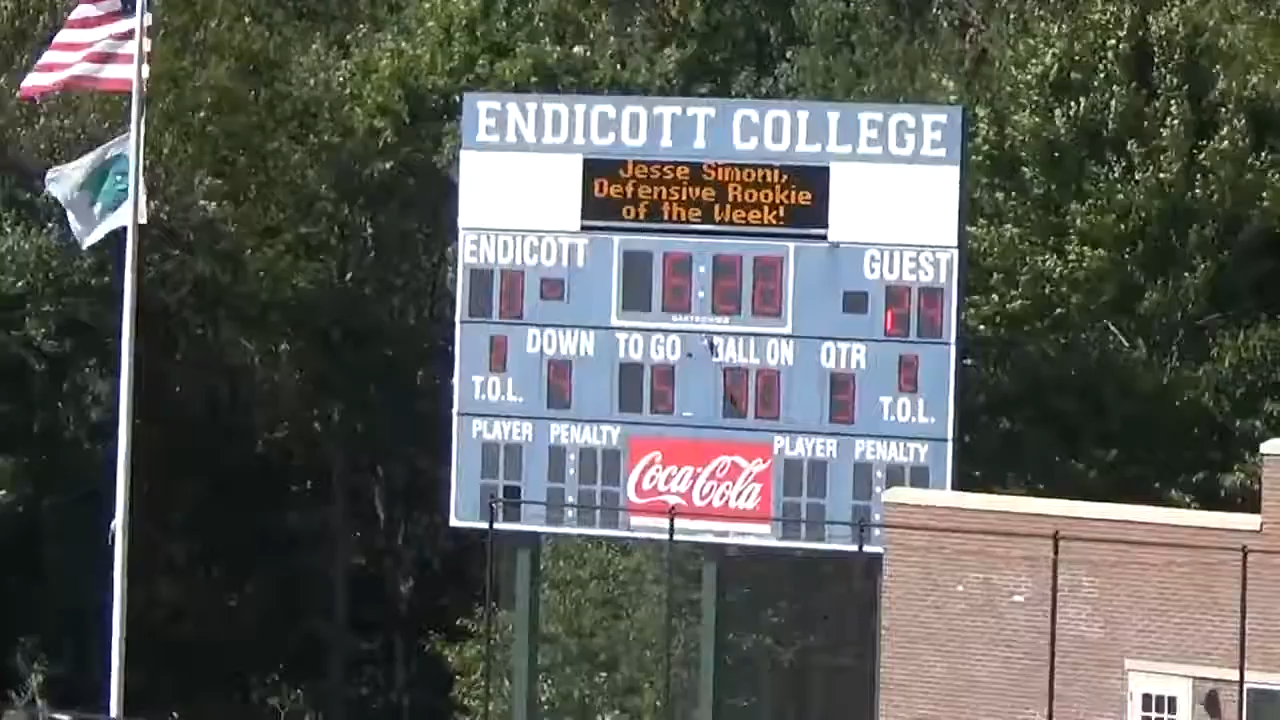 ENDICOTT COLLEGE
Jesse Simoni,
Defensive Rookie
of the Week!
ENDICOTT
GUEST
DOWN TO GO BALL ON QTR
T.O.L.
T.O.L.
PLAYER PENALTY
PLAYER PENALTY
Coca-Cola